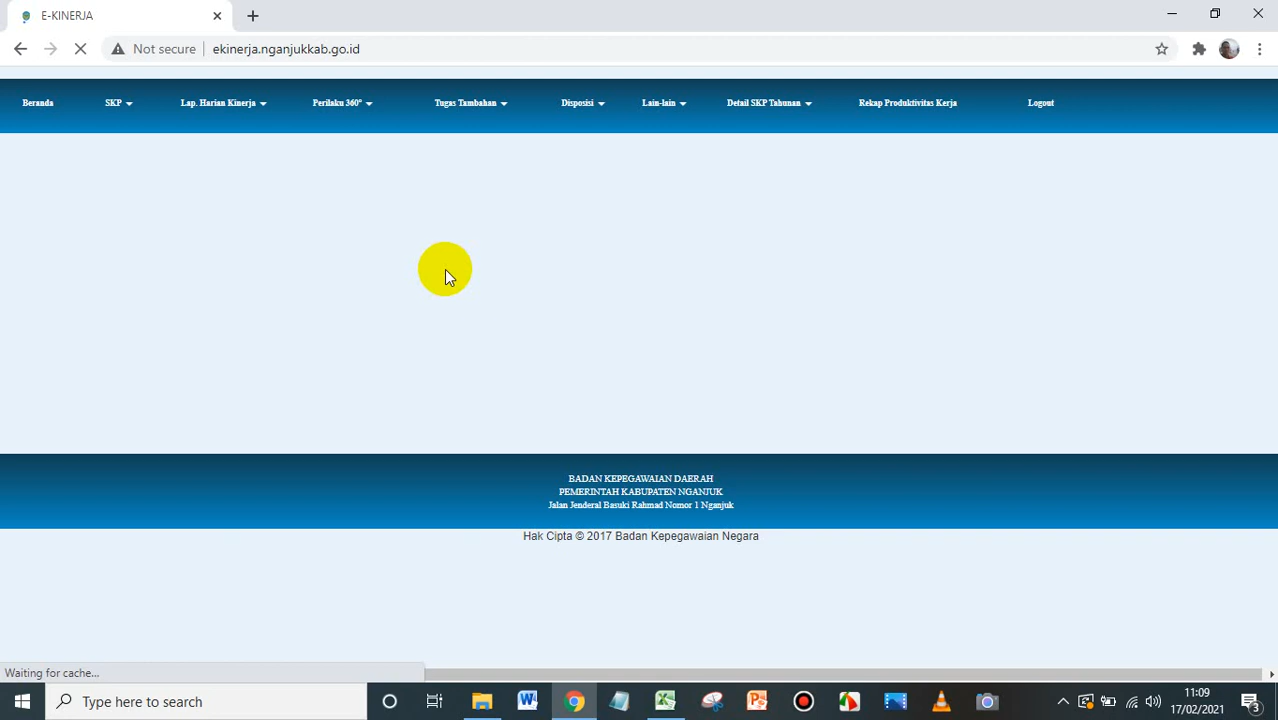 E-KINERJA
Not secure
ekinerja.nganjukkab.go.id
Beranda
SKP
Lap. Harian Kinerja
Perilaku 360°
Tugas Tambahan
Disposisi
Lain-lain
Detail SKP Tahunan
Rekap Produktivitas Kerja
Logout
BADAN KEPEGAWAIAN DAERAH
PEMERINTAH KABUPATEN NGANJUK
Jalan Jenderal Basuki Rahmad Nomor 1 Nganjuk
Hak Cipta © 2017 Badan Kepegawaian Negara
Waiting for cache...
Type here to search
11:09
17/02/2021
3